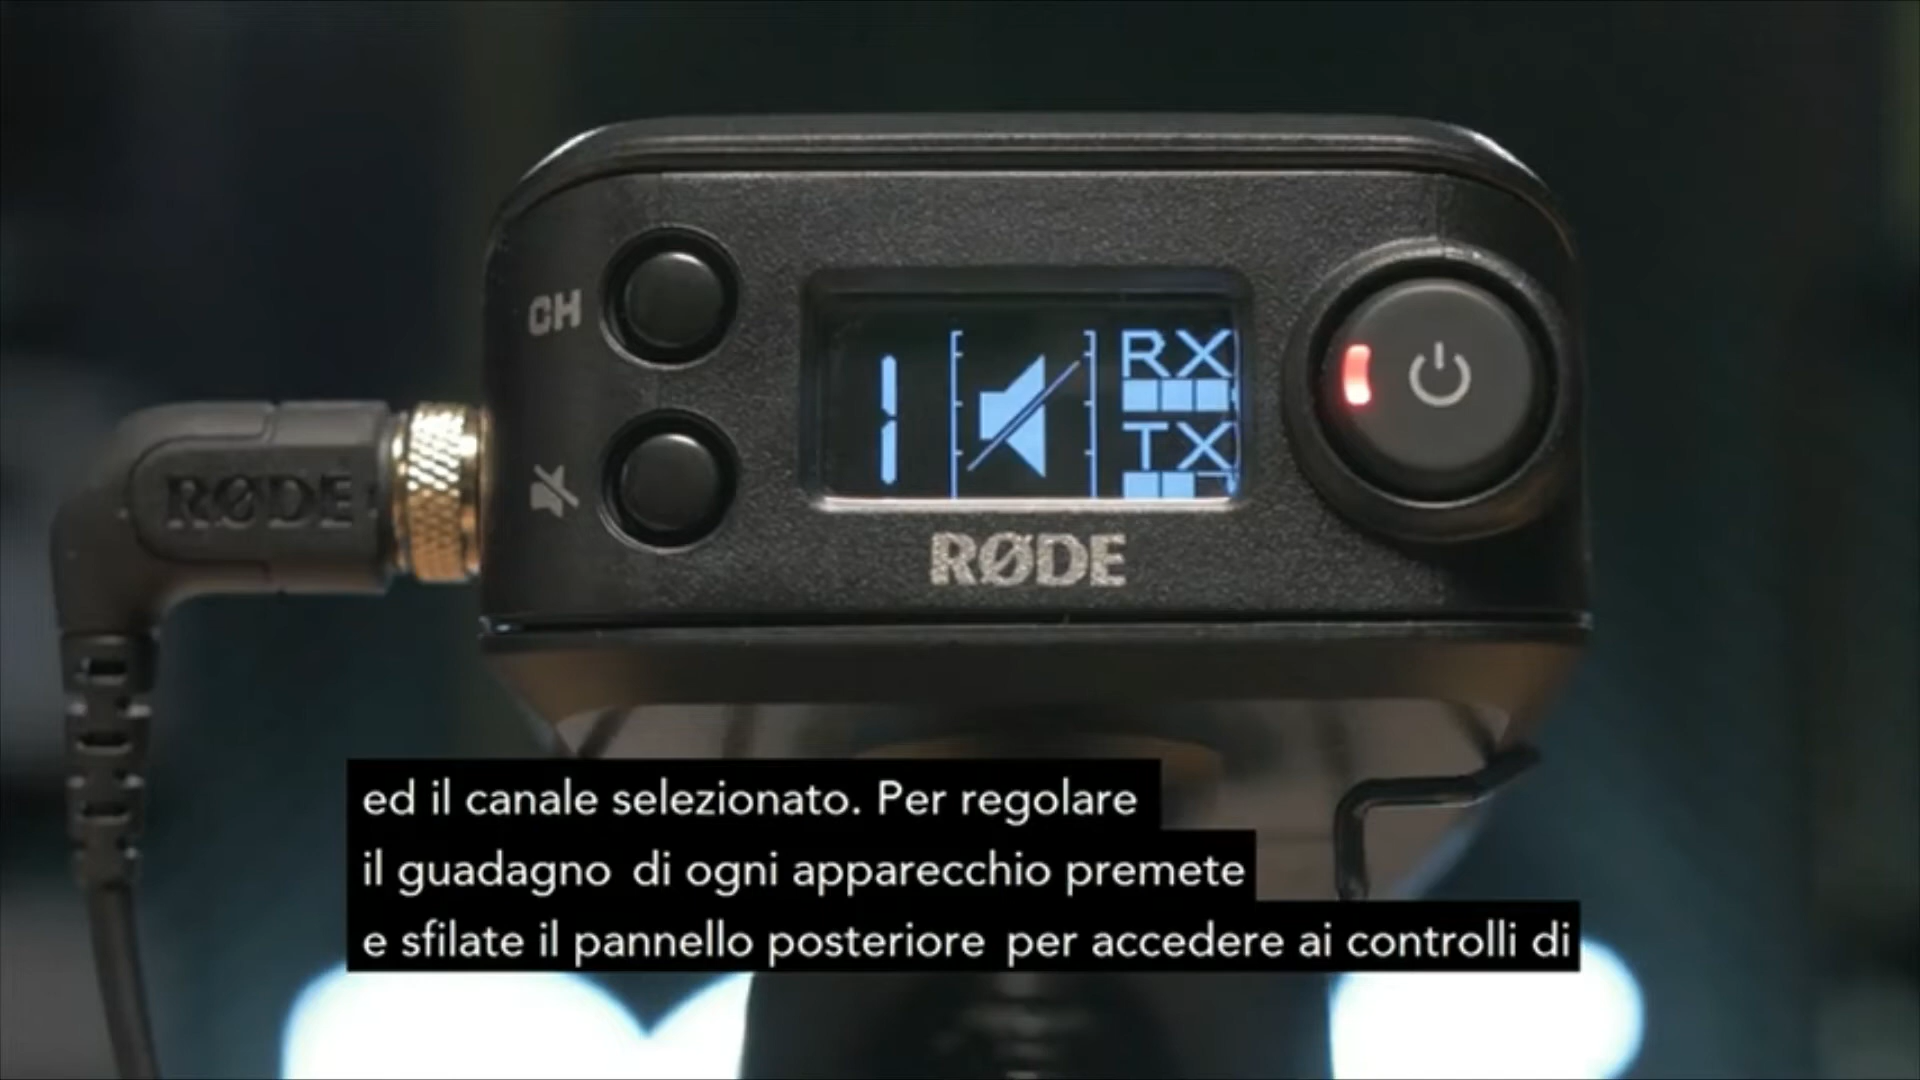 CH
1
RX
TX
RØDE
RØDE
ed il canale selezionato. Per regolare
il guadagno di ogni apparecchio premete
e sfilate il pannello posteriore per accedere ai controlli di